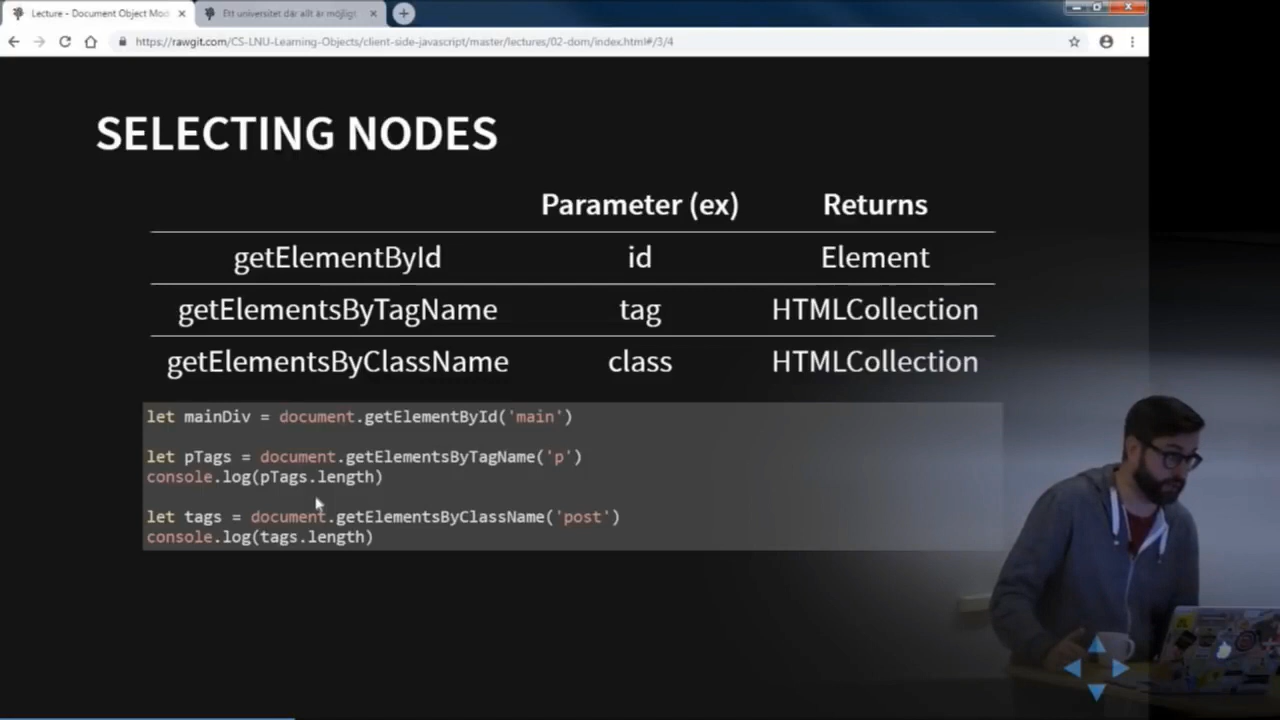 Lecture - Document Object Mod
Ett universitet där allt är möjligt
https://rawgit.com/CS-LNU-Learning-Objects/client-side-javascript/master/lectures/02-dom/index.html#/3/4
SELECTING NODES
Parameter (ex) Returns
getElementById id Element
getElementsByTagName tag HTMLCollection
getElementsByClassName class HTMLCollection
let mainDiv = document.getElementById('main')
let pTags = document.getElementsByTagName('p')
console.log(pTags.length)
let tags = document.getElementsByClassName('post')
console.log(tags.length)